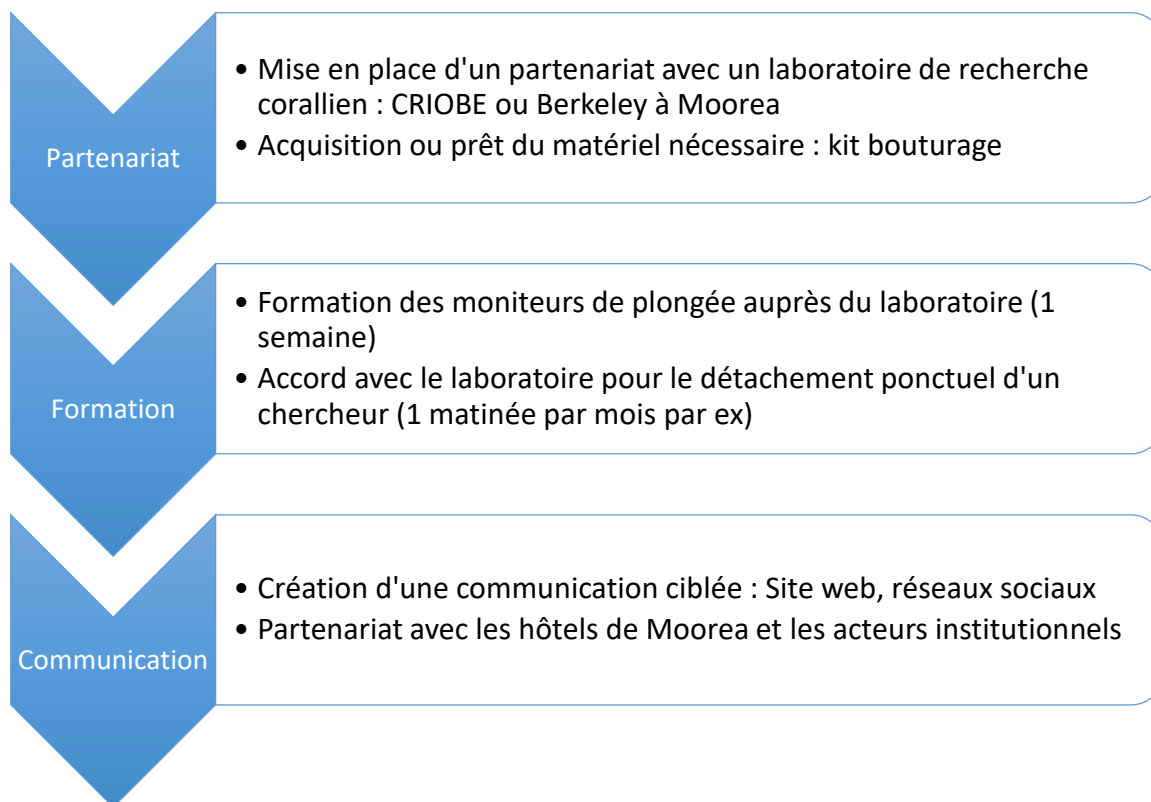 Partenariat
• Mise en place d'un partenariat avec un laboratoire de recherche
corallien : CRIOBE ou Berkeley à Moorea
• Acquisition ou prêt du matériel nécessaire : kit bouturage
Formation
• Formation des moniteurs de plongée auprès du laboratoire (1
semaine)
• Accord avec le laboratoire pour le détachement ponctuel d'un
chercheur (1 matinée par mois par ex)
Communication
• Création d'une communication ciblée : Site web, réseaux sociaux
• Partenariat avec les hôtels de Moorea et les acteurs institutionnels